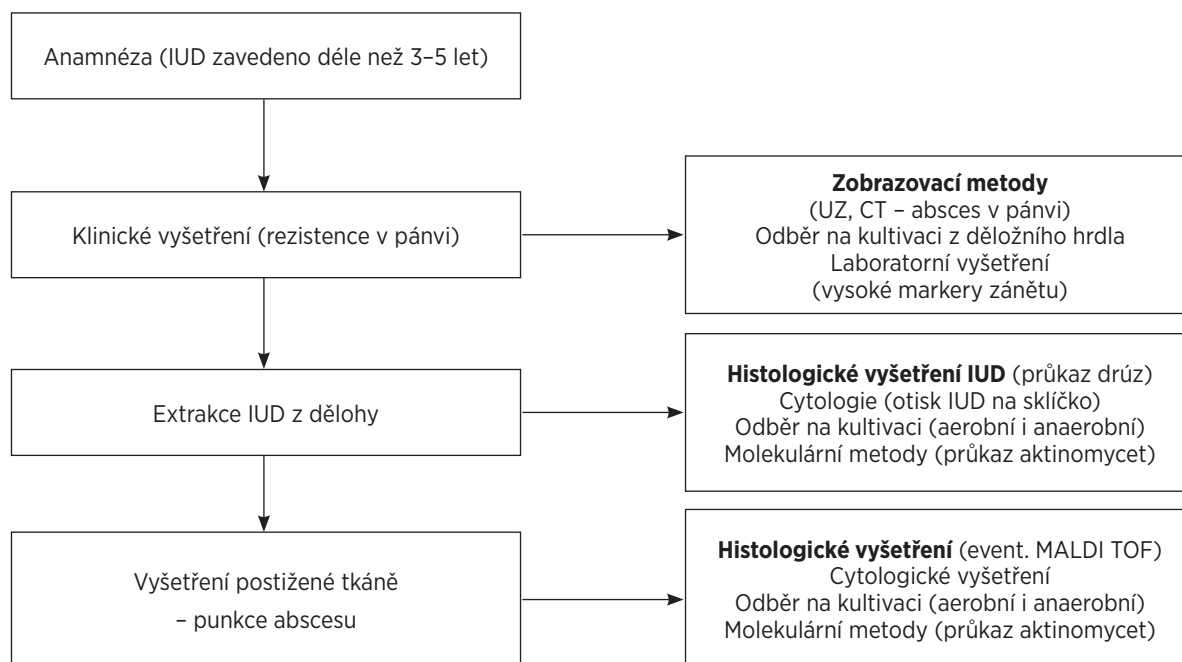 Anamnéza (IUD zavedeno déle než 3–5 let)
Klinické vyšetření (rezistence v pánvi)
Zobrazovací metody
(UZ, CT – absces v pánvi)
Odběr na kultivaci z děložního hrdla
Laboratorní vyšetření
(vysoké markery zánětu)
Extrakce IUD z dělohy
Histologické vyšetření IUD (průkaz drúz)
Cytologie (otisk IUD na sklíčko)
Odběr na kultivaci (aerobní i anaerobní)
Molekulární metody (průkaz aktinomycet)
Vyšetření postižené tkáně
– punkce abscesu
Histologické vyšetření (event. MALDI TOF)
Cytologické vyšetření
Odběr na kultivaci (aerobní i anaerobní)
Molekulární metody (průkaz aktinomycet)